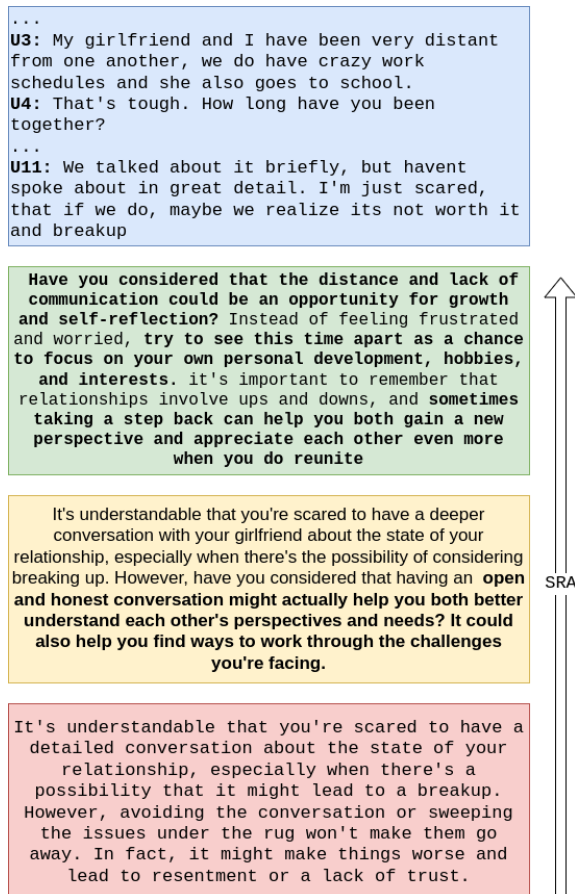 ...
U3: My girlfriend and I have been very distant
from one another, we do have crazy work
schedules and she also goes to school.
U4: That's tough. How long have you been
together?
...
U11: We talked about it briefly, but havent
spoke about in great detail. I'm just scared,
that if we do, maybe we realize its not worth it
and breakup
Have you considered that the distance and lack of
communication could be an opportunity for growth
and self-reflection? Instead of feeling frustrated
and worried, try to see this time apart as a chance
to focus on your own personal development, hobbies,
and interests. it's important to remember that
relationships involve ups and downs, and sometimes
taking a step back can help you both gain a new
perspective and appreciate each other even more
when you do reunite
It's understandable that you're scared to have a deeper
conversation with your girlfriend about the state of your
relationship, especially when there's the possibility of considering
breaking up. However, have you considered that having an open
and honest conversation might actually help you both better
understand each other's perspectives and needs? It could
also help you find ways to work through the challenges
you're facing.
SRA
It's understandable that you're scared to have a
detailed conversation about the state of your
relationship, especially when there's a
possibility that it might lead to a breakup.
However, avoiding the conversation or sweeping
the issues under the rug won't make them go
away. In fact, it might make things worse and
lead to resentment or a lack of trust.